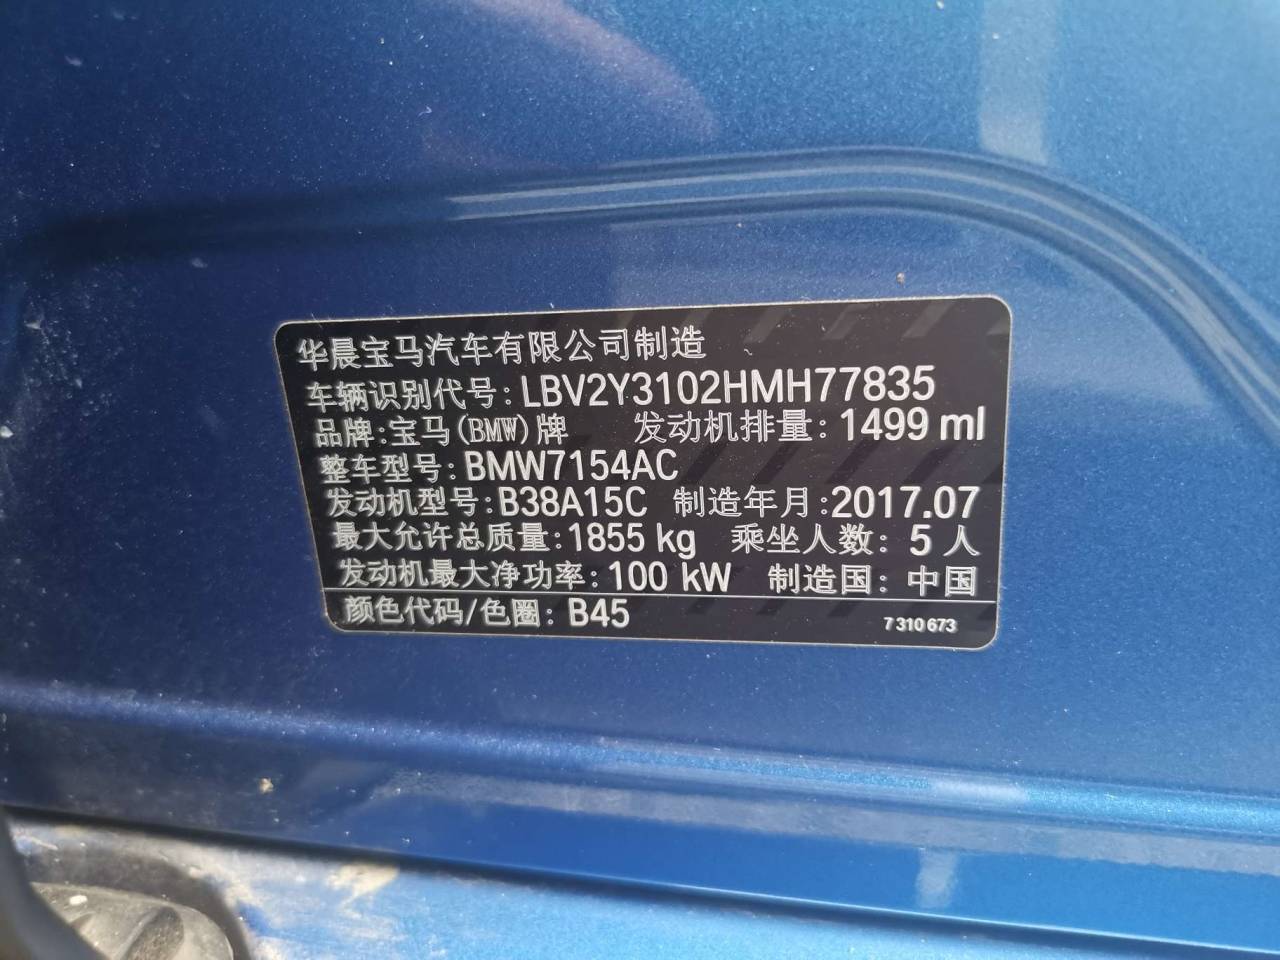 华晨宝马汽车有限公司制造
车辆识别代号:LBV2Y3102HMH77835
品牌:宝马(BMW)牌 发动机排量:1499 ml
整车型号:BMW7154AC
发动机型号:B38A15C 制造年月:2017.07
最大允许总质量:1855 kg 乘坐人数:5 人
发动机最大净功率:100 kW 制造国:中国
颜色代码/色圈:B45 7 310 673